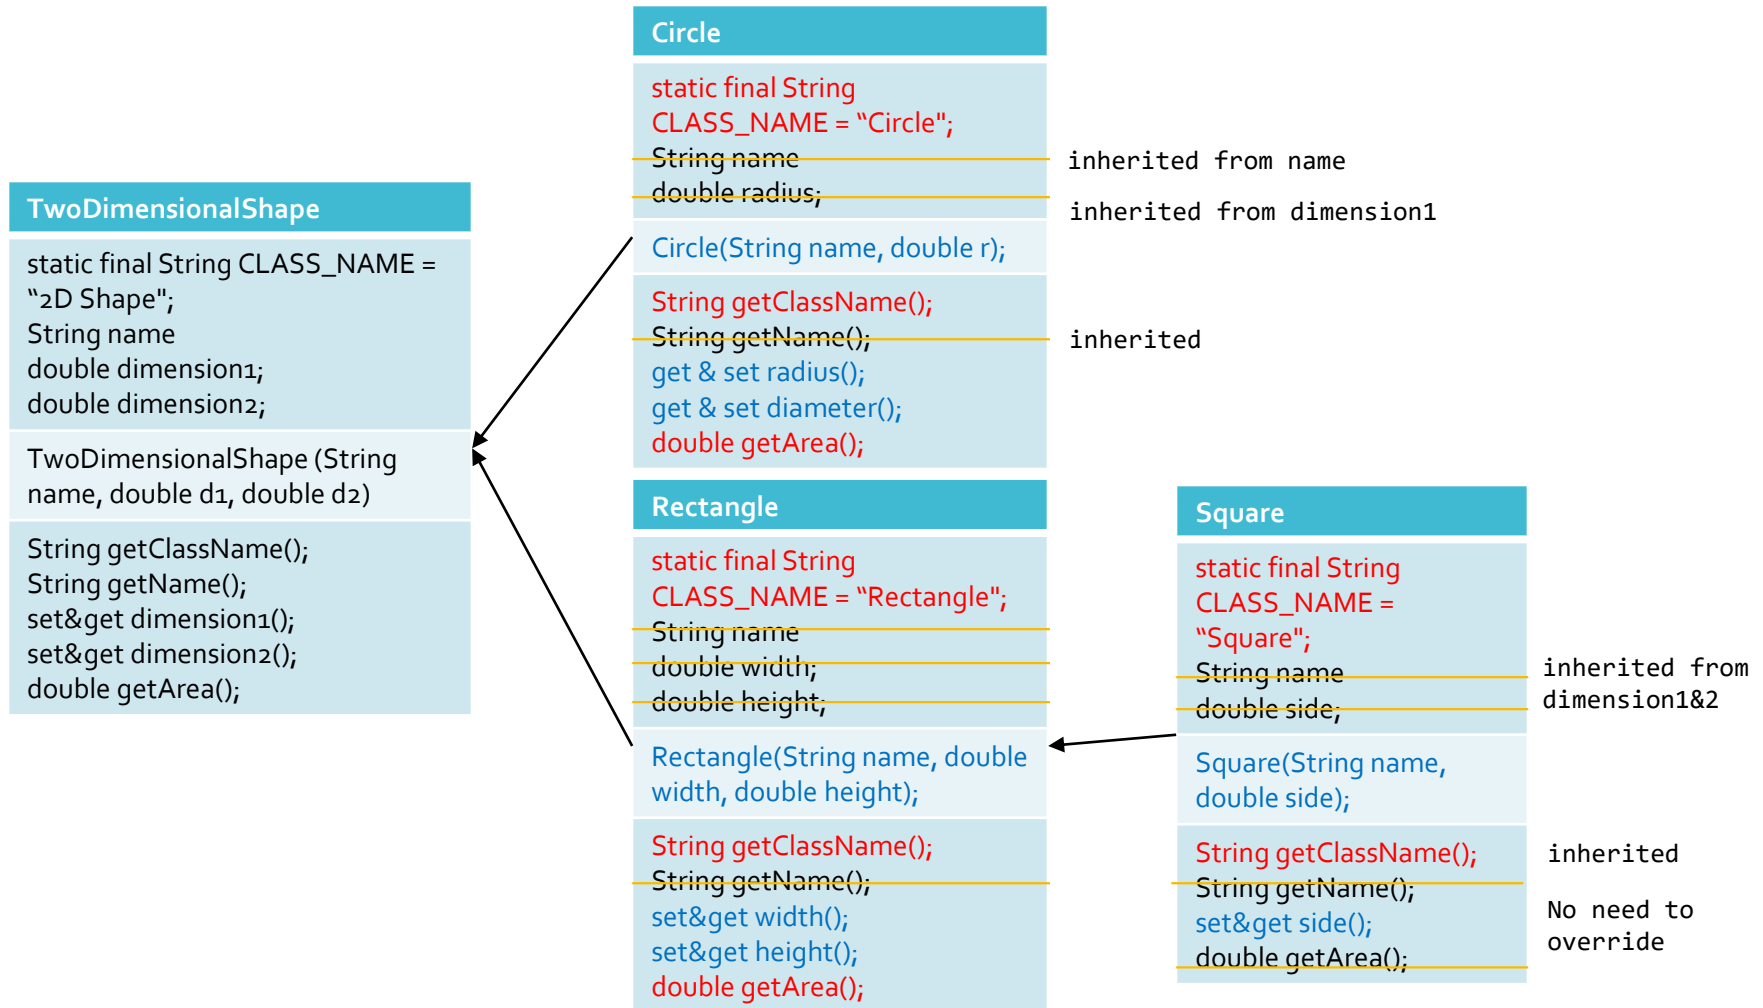 TwoDimensionalShape
static final String CLASS_NAME =
“2D Shape";
String name
double dimension1;
double dimension2;
TwoDimensionalShape (String
name, double d1, double d2)
String getClassName();
String getName();
set&get dimension1();
set&get dimension2();
double getArea();
Circle
static final String
CLASS_NAME = “Circle";
String name
double radius;
Circle(String name, double r);
String getClassName();
String getName();
get & set radius();
get & set diameter();
double getArea();
inherited from name
inherited from dimension1
inherited
Rectangle
static final String
CLASS_NAME = “Rectangle";
String name
double width;
double height;
Rectangle(String name, double
width, double height);
String getClassName();
String getName();
set&get width();
set&get height();
double getArea();
Square
static final String
CLASS_NAME =
“Square";
String name
double side;
Square(String name,
double side);
String getClassName();
String getName();
set&get side();
double getArea();
inherited from
dimension1&2
inherited
No need to
override